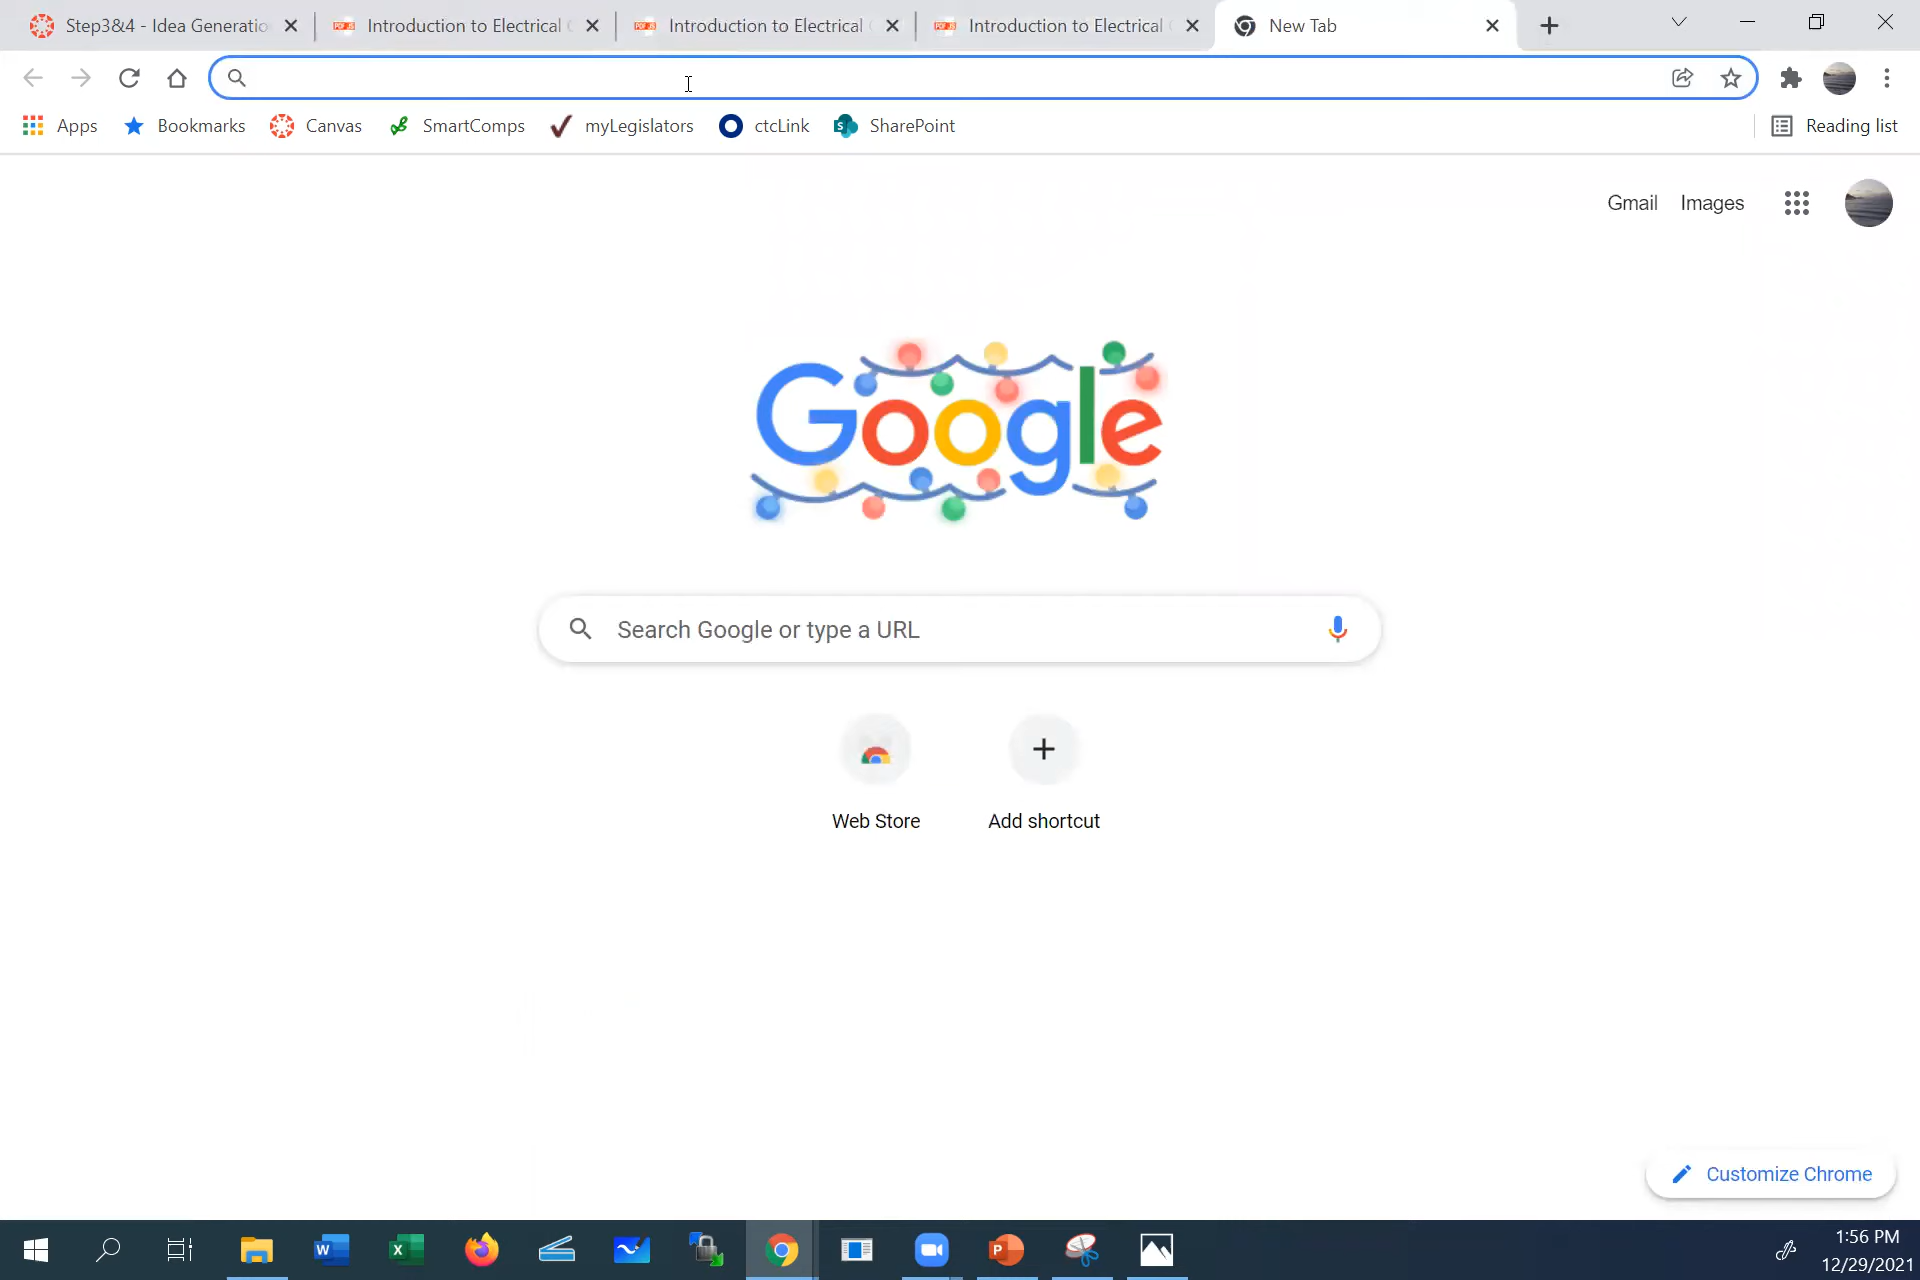 Step3&4 - Idea Generatio
Introduction to Electrical
Introduction to Electrical
Introduction to Electrical
New Tab
Apps
Bookmarks
Canvas
SmartComps
myLegislators
ctcLink
SharePoint
Reading list
Gmail
Images
Google
Search Google or type a URL
Web Store
Add shortcut
Customize Chrome
1:56 PM
12/29/2021